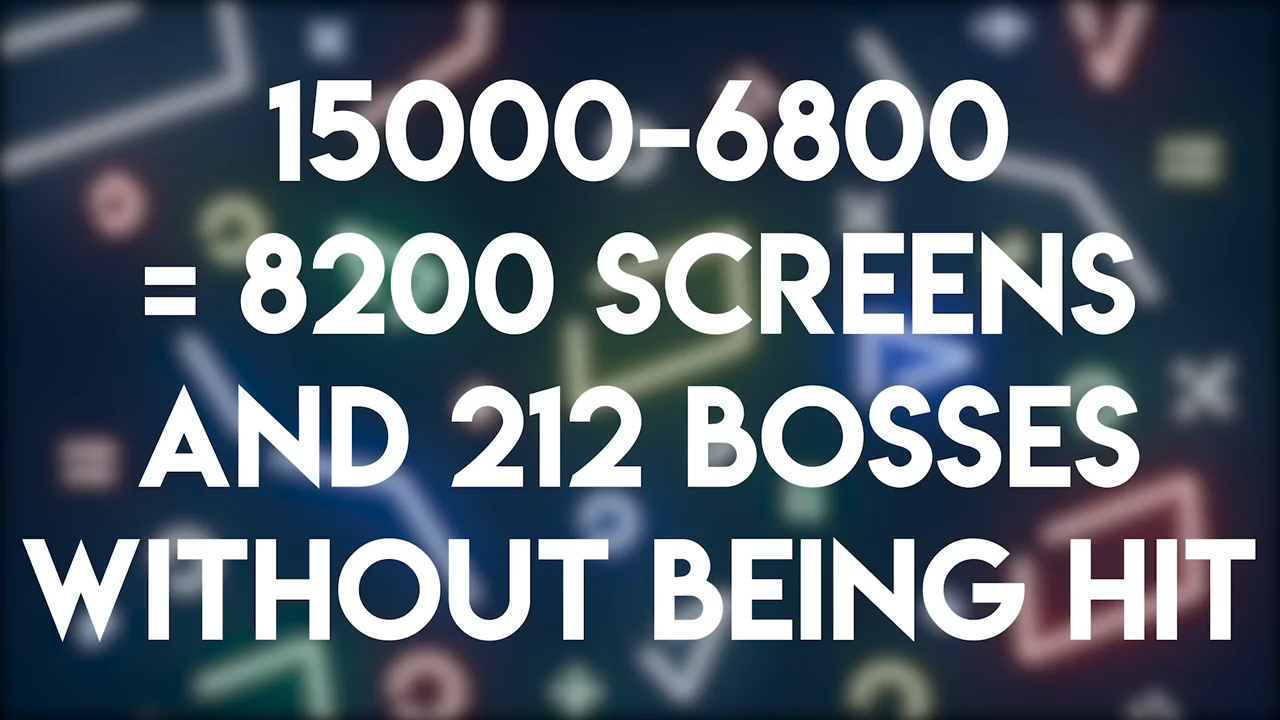 15000-6800
= 8200 SCREENS
AND 212 BOSSES
WITHOUT BEING HIT